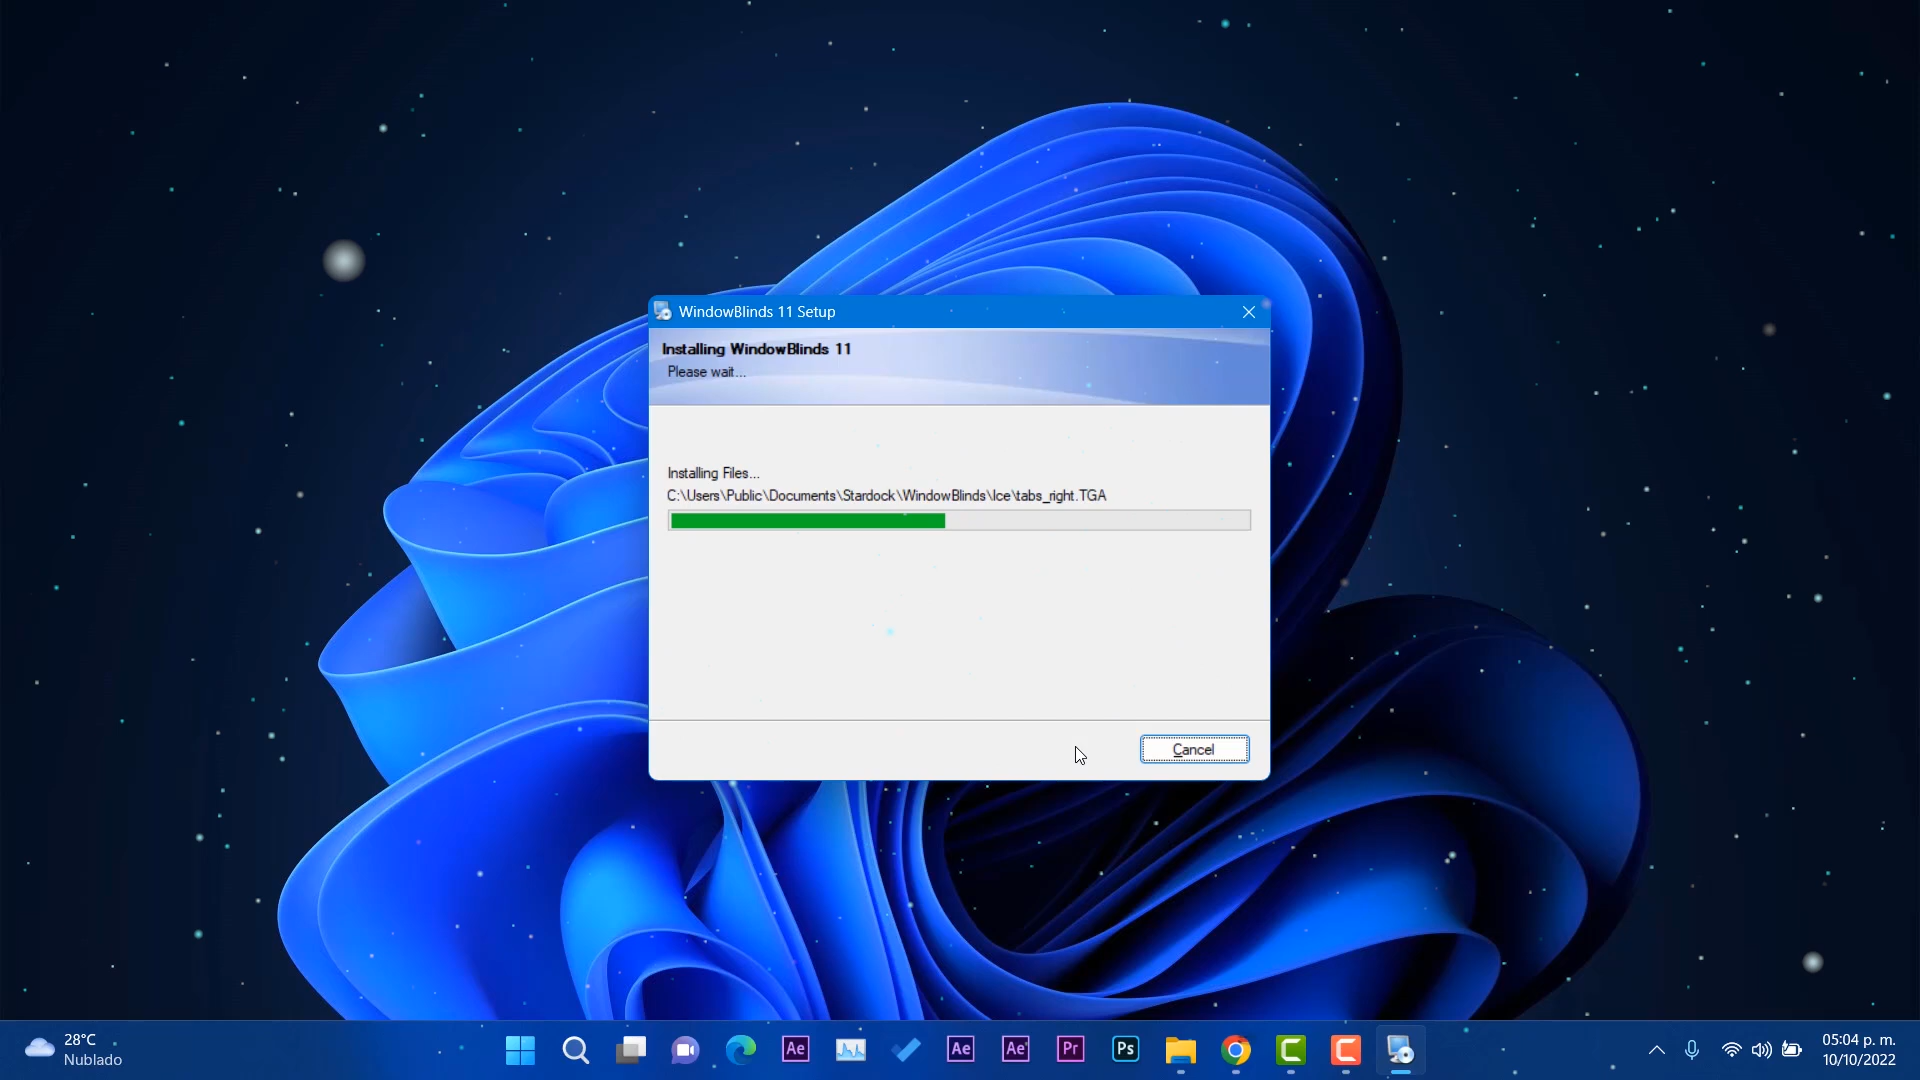 WindowBlinds 11 Setup
Installing WindowBlinds 11
Please wait...
Installing Files...
C:\Users\Public\Documents\Stardock\WindowBlinds\Ice\tabs_right.TGA
Cancel
28°C
Nublado
Ae
Ae
Ae
Pr
Ps
05:04 p. m.
10/10/2022